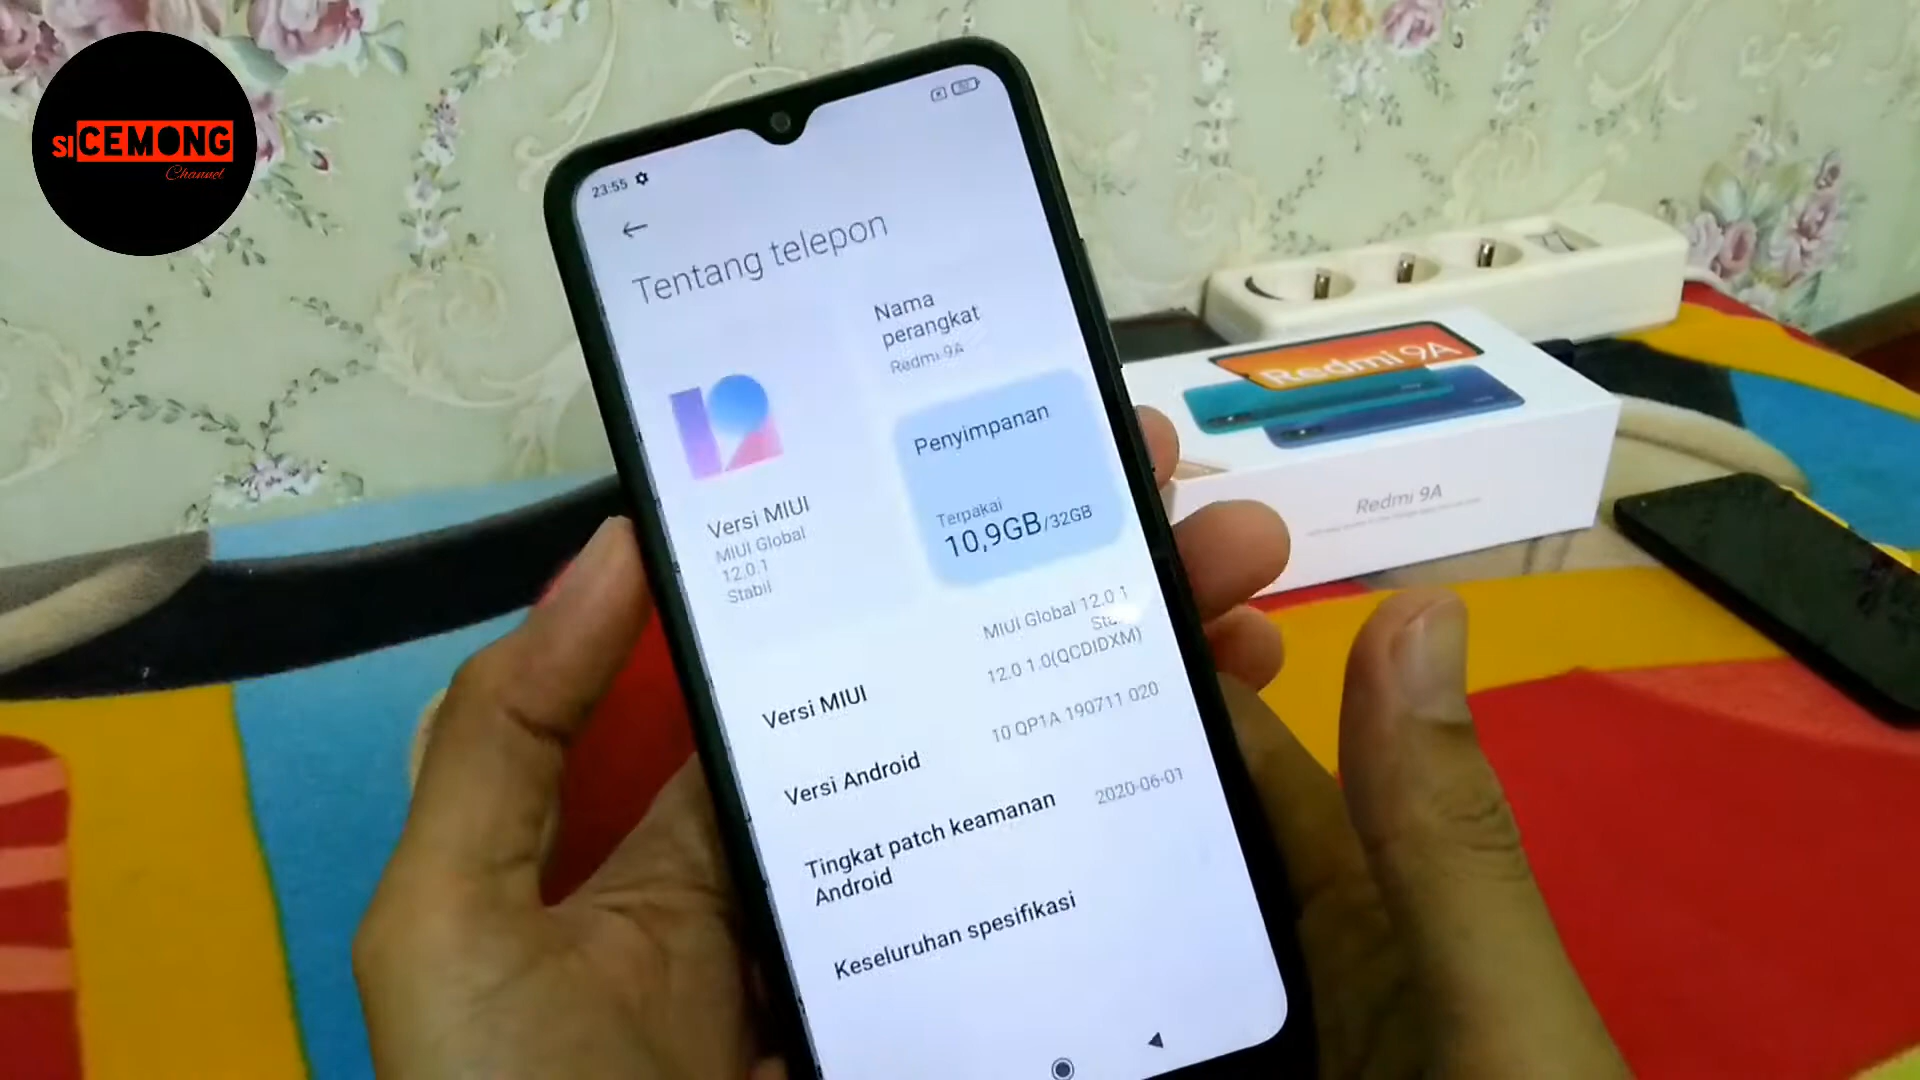 SI CEMONG
Channel
23:55
Tentang telepon
Nama
perangkat
Redmi 9A
Versi MIUI
MIUI Global
12.0.1
Stabil
Penyimpanan
Terpakai
10,9GB/32GB
Versi MIUI
MIUI Global 12.0.1
12.0.1.0(QCDIDXM)
Versi Android
10 QP1A.190711.020
Tingkat patch keamanan
Android
2020-06-01
Keseluruhan spesifikasi
Redmi 9A
Redmi 9A